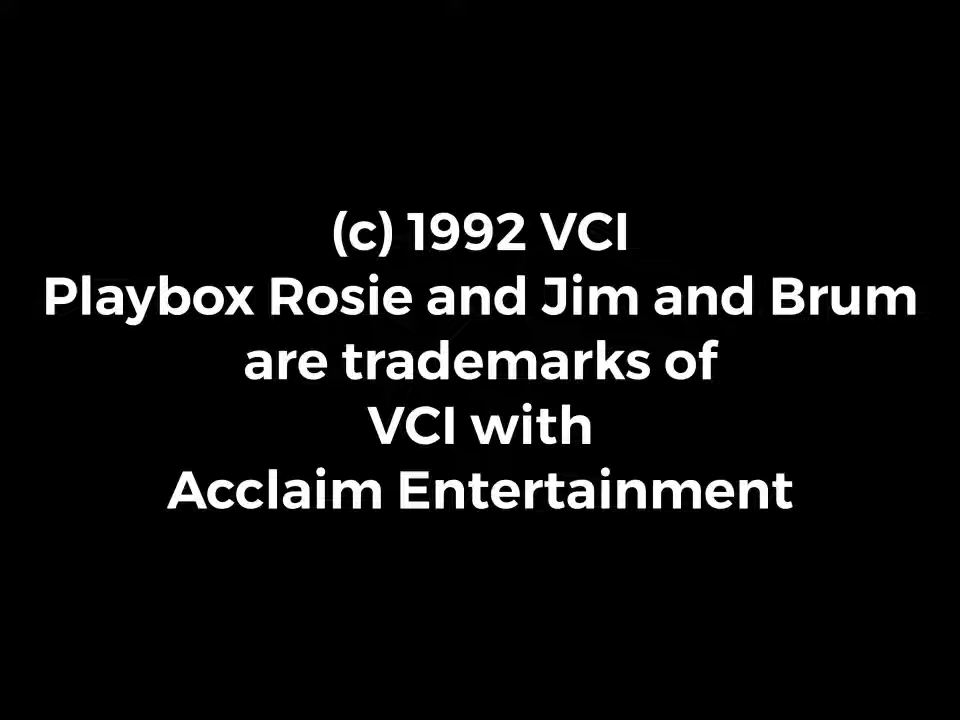 (c) 1992 VCI
Playbox Rosie and Jim and Brum
are trademarks of
VCI with
Acclaim Entertainment